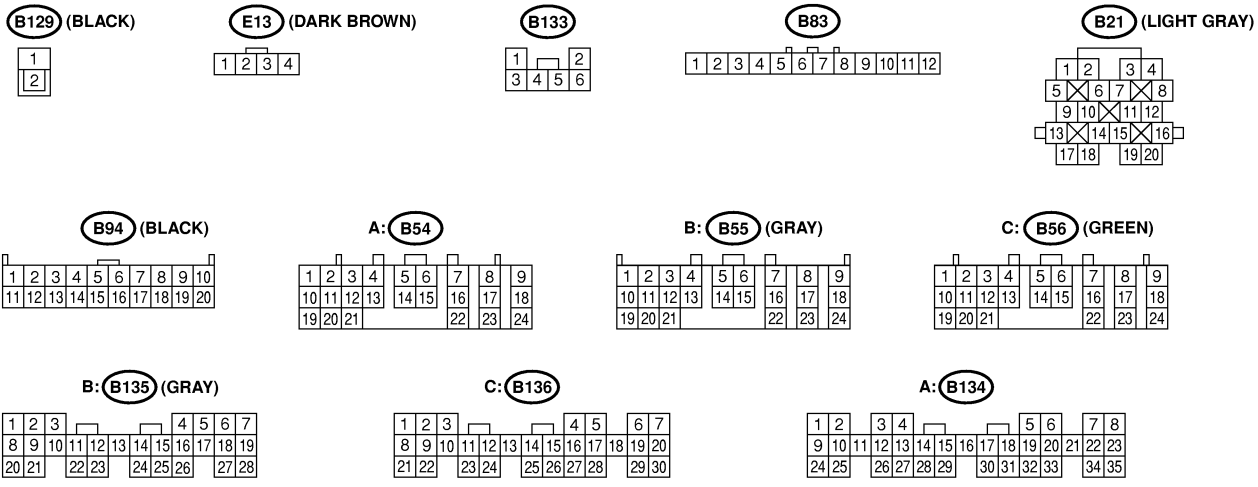 B129 (BLACK) E13 (DARK BROWN) B133 B83 B21 (LIGHT GRAY)
1
2
1 2 3 4
1 2
3 4 5 6
1 2 3 4 5 6 7 8 9 10 11 12
1 2 3 4
5 6 7 8
9 10 11 12
13 14 15 16
17 18 19 20
B94 (BLACK) A: B54 B: B55 (GRAY) C: B56 (GREEN)
1 2 3 4 5 6 7 8 9 10
11 12 13 14 15 16 17 18 19 20
1 2 3 4 5 6 7 8 9
10 11 12 13 14 15 16 17 18
19 20 21 22 23 24
1 2 3 4 5 6 7 8 9
10 11 12 13 14 15 16 17 18
19 20 21 22 23 24
1 2 3 4 5 6 7 8 9
10 11 12 13 14 15 16 17 18
19 20 21 22 23 24
B: B135 (GRAY) C: B136 A: B134
1 2 3 4 5 6 7
8 9 10 11 12 13 14 15 16 17 18 19
20 21 22 23 24 25 26 27 28
1 2 3 4 5 6 7
8 9 10 11 12 13 14 15 16 17 18 19 20
21 22 23 24 25 26 27 28 29 30
1 2 3 4 5 6 7 8
9 10 11 12 13 14 15 16 17 18 19 20 21 22 23
24 25 26 27 28 29 30 31 32 33 34 35